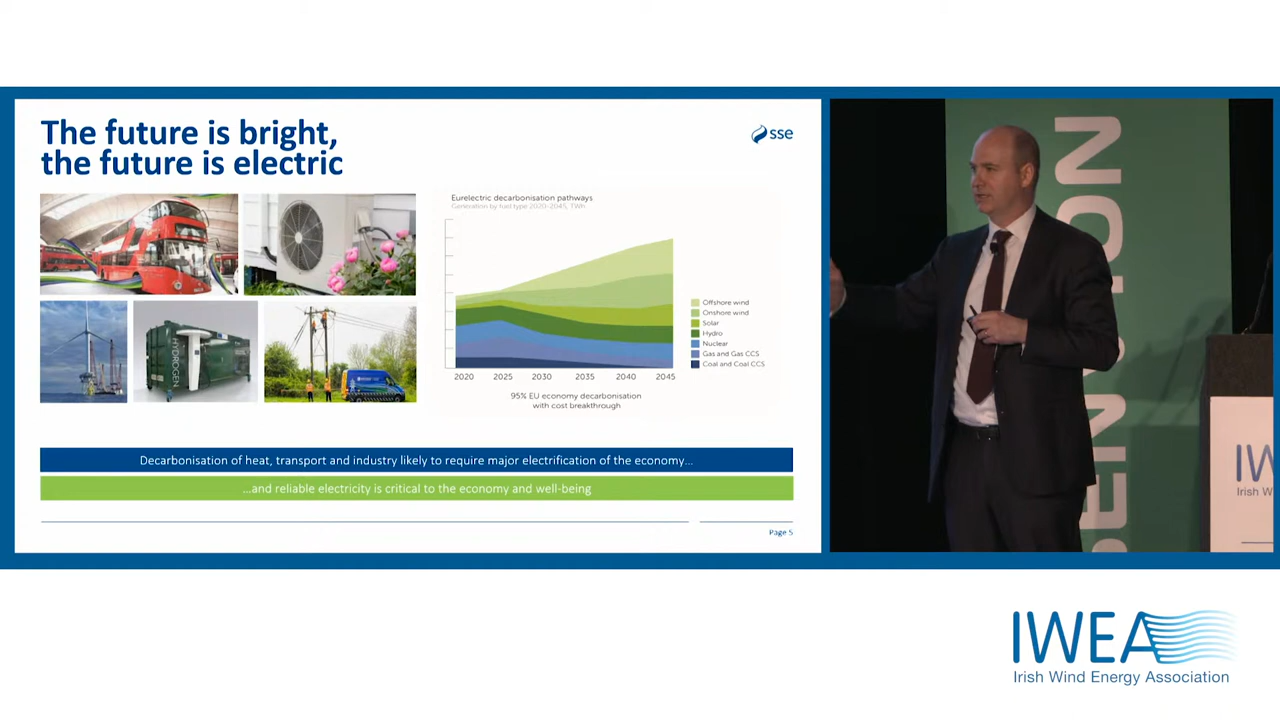 The future is bright,
the future is electric
sse
Eurelectric decarbonisation pathways
Generation by fuel type 2020–2045, TWh
Offshore wind
Onshore wind
Solar
Hydro
Nuclear
Gas and Gas CCS
Coal and Coal CCS
2020 2025 2030 2035 2040 2045
95% EU economy decarbonisation
with cost breakthrough
HYDROGEN
Decarbonisation of heat, transport and industry likely to require major electrification of the economy…
…and reliable electricity is critical to the economy and well-being
Page 5
IW
Irish W
IWEA
Irish Wind Energy Association